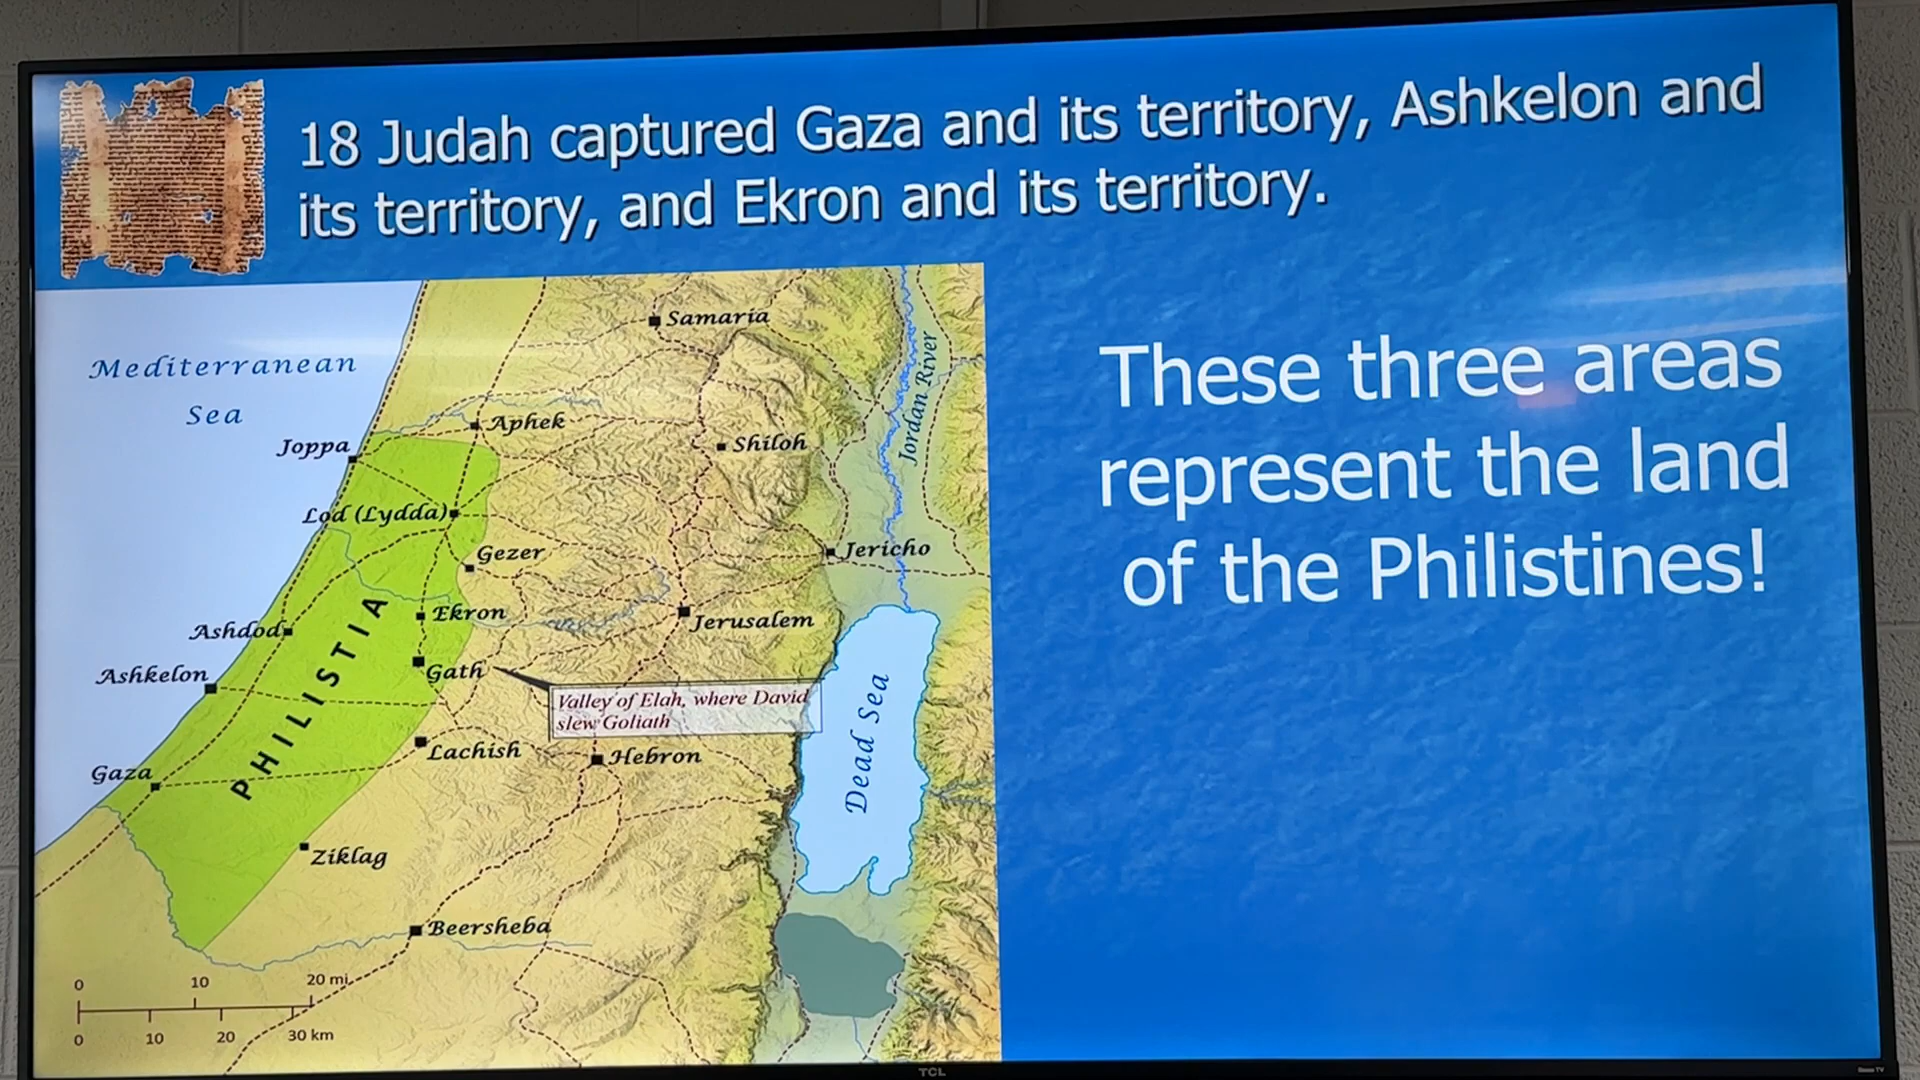 18 Judah captured Gaza and its territory, Ashkelon and
its territory, and Ekron and its territory.
These three areas
represent the land
of the Philistines!
Mediterranean
Sea
Samaria
Jordan River
Aphek
Joppa
Shiloh
Lod (Lydda)
Gezer
Jericho
Ekron
Ashdod
Jerusalem
Ashkelon
Gath
PHILISTIA
Valley of Elah, where David
slew Goliath
Dead Sea
Lachish
Hebron
Gaza
Ziklag
Beersheba
0 10 20 mi.
0 10 20 30 km
TCL